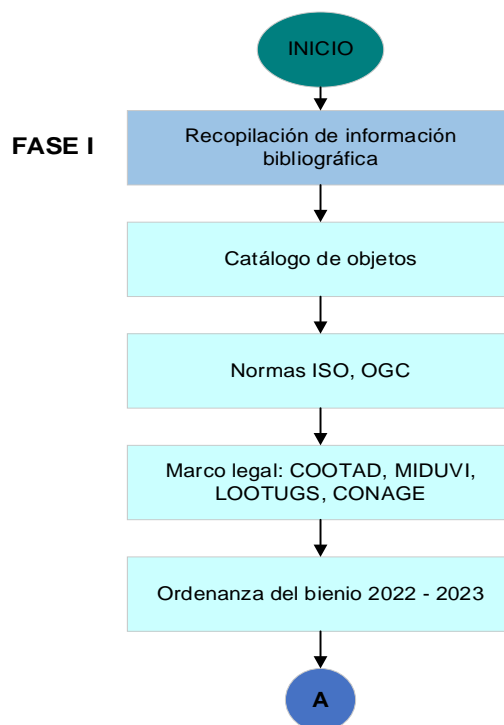 INICIO
FASE I
Recopilación de información
bibliográfica
Catálogo de objetos
Normas ISO, OGC
Marco legal: COOTAD, MIDUVI,
LOOTUGS, CONAGE
Ordenanza del bienio 2022 - 2023
A